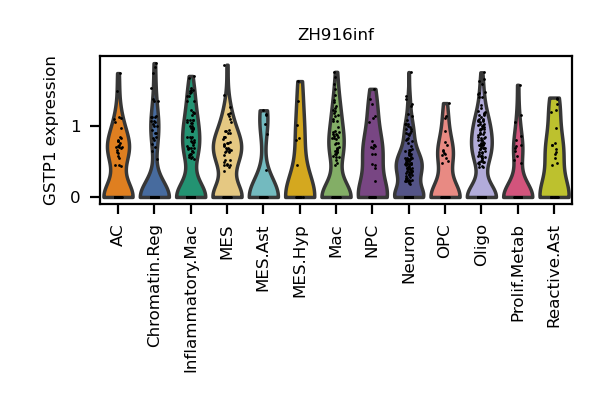 ZH916inf
GSTP1 expression
1
0
AC
Chromatin.Reg
Inflammatory.Mac
MES
MES.Ast
MES.Hyp
Mac
NPC
Neuron
OPC
Oligo
Prolif.Metab
Reactive.Ast